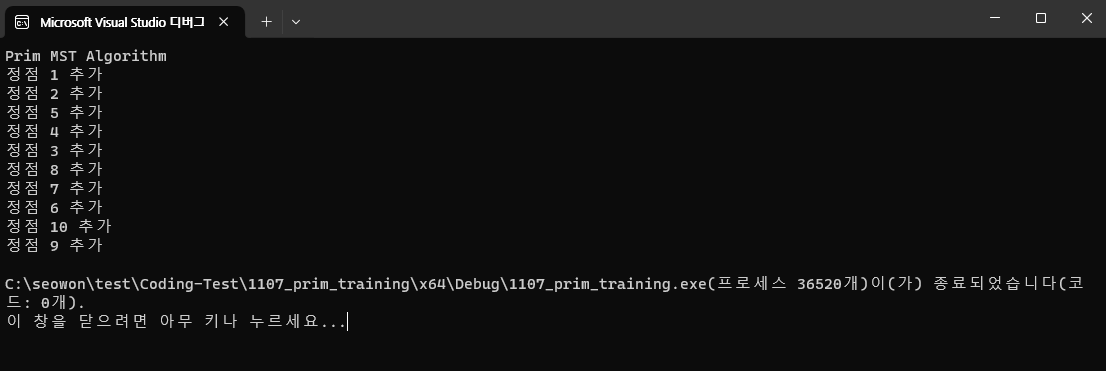 Microsoft Visual Studio 디버그
Prim MST Algorithm
정점 1 추가
정점 2 추가
정점 5 추가
정점 4 추가
정점 3 추가
정점 8 추가
정점 7 추가
정점 6 추가
정점 10 추가
정점 9 추가
C:\seowon\test\Coding-Test\1107_prim_training\x64\Debug\1107_prim_training.exe(프로세스 36520개)이(가) 종료되었습니다(코
드: 0개).
이 창을 닫으려면 아무 키나 누르세요...